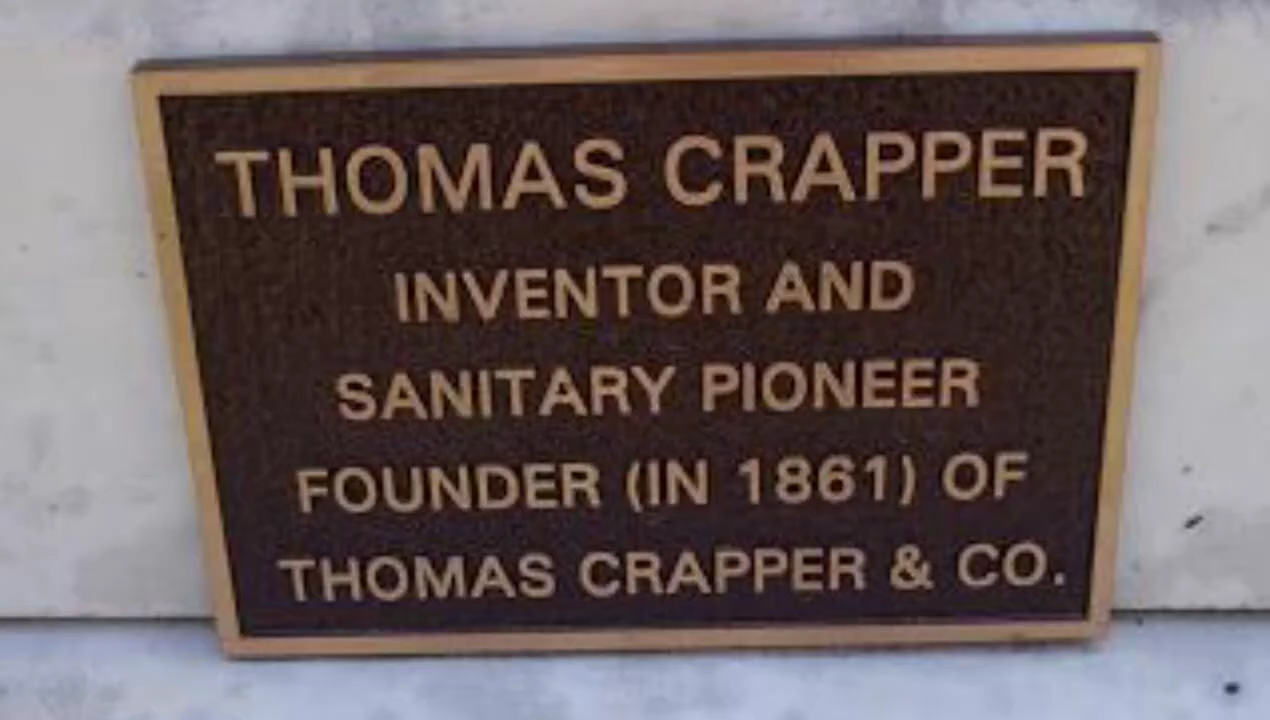 THOMAS CRAPPER
INVENTOR AND
SANITARY PIONEER
FOUNDER (IN 1861) OF
THOMAS CRAPPER & CO.